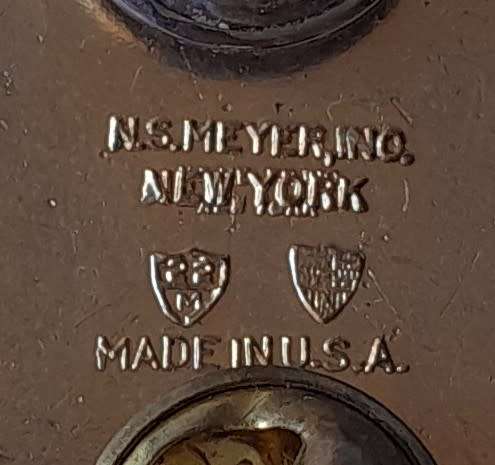 N.S. MEYER, INC.
NEW YORK
M
MADE IN U.S.A.